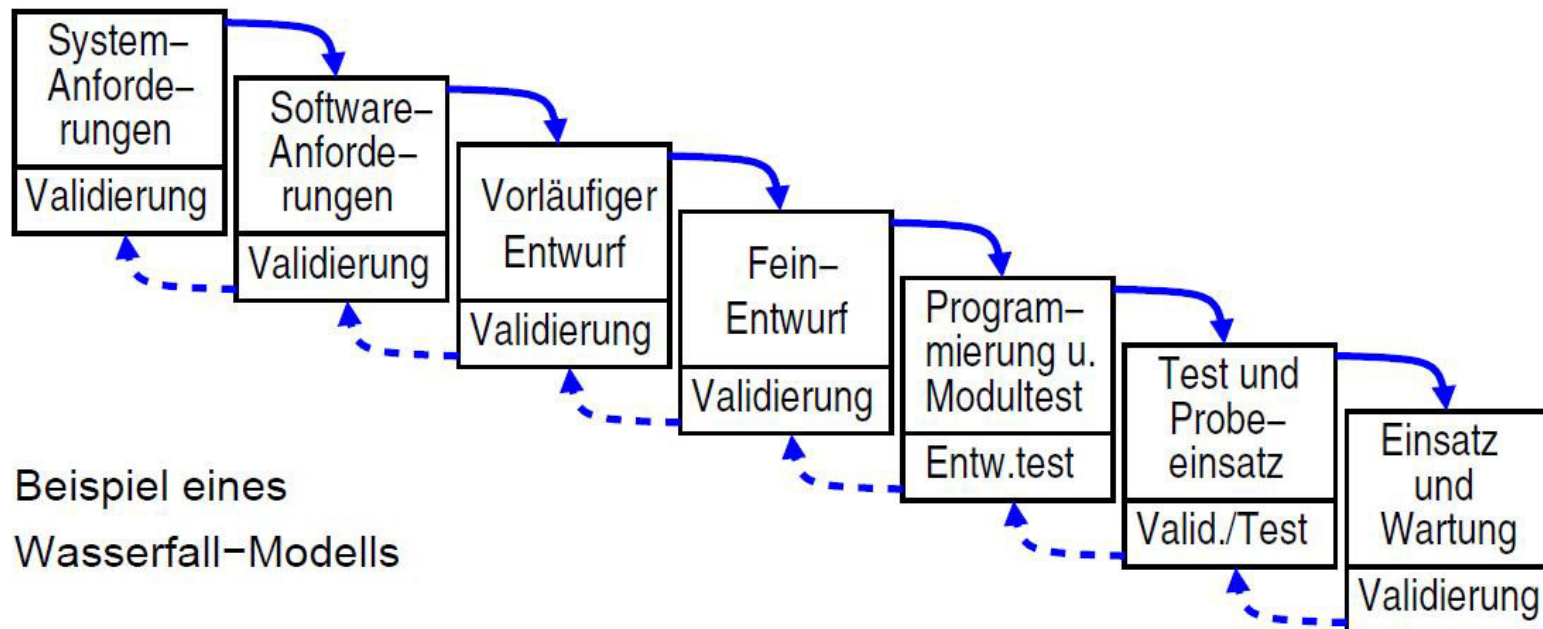 System–
Anforde–
rungen
Validierung
Software–
Anforde–
rungen
Validierung
Vorläufiger
Entwurf
Validierung
Fein–
Entwurf
Validierung
Program–
mierung u.
Modultest
Entw.test
Test und
Probe–
einsatz
Valid./Test
Einsatz
und
Wartung
Validierung
Beispiel eines
Wasserfall–Modells